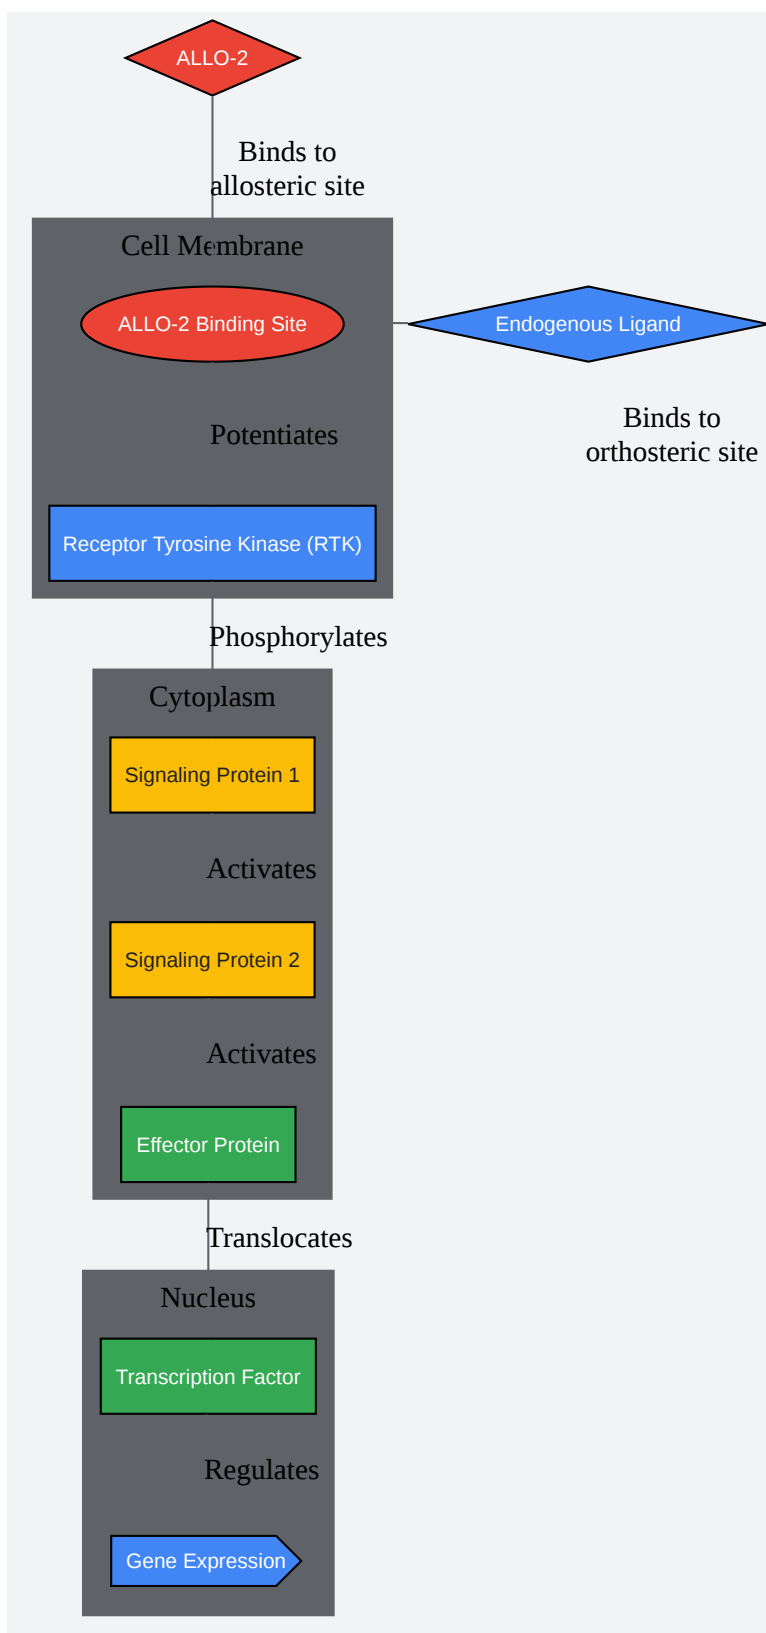 ALLO-2
Binds to
allosteric site
Cell Membrane
ALLO-2 Binding Site
Endogenous Ligand
Binds to
orthosteric site
Potentiates
Receptor Tyrosine Kinase (RTK)
Phosphorylates
Cytoplasm
Signaling Protein 1
Activates
Signaling Protein 2
Activates
Effector Protein
Translocates
Nucleus
Transcription Factor
Regulates
Gene Expression